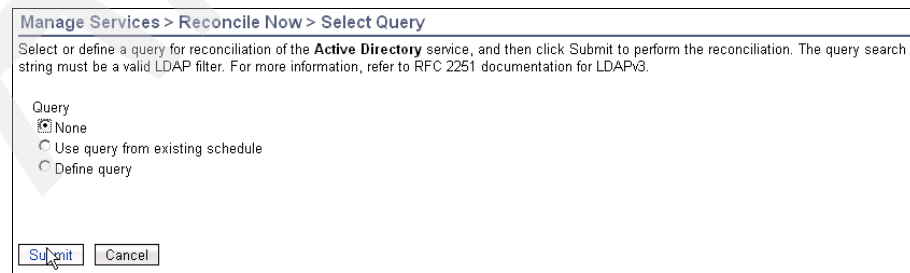 Manage Services > Reconcile Now > Select Query
Select or define a query for reconciliation of the Active Directory service, and then click Submit to perform the reconciliation. The query search
string must be a valid LDAP filter. For more information, refer to RFC 2251 documentation for LDAPv3.
Query
None
Use query from existing schedule
Define query
Submit Cancel